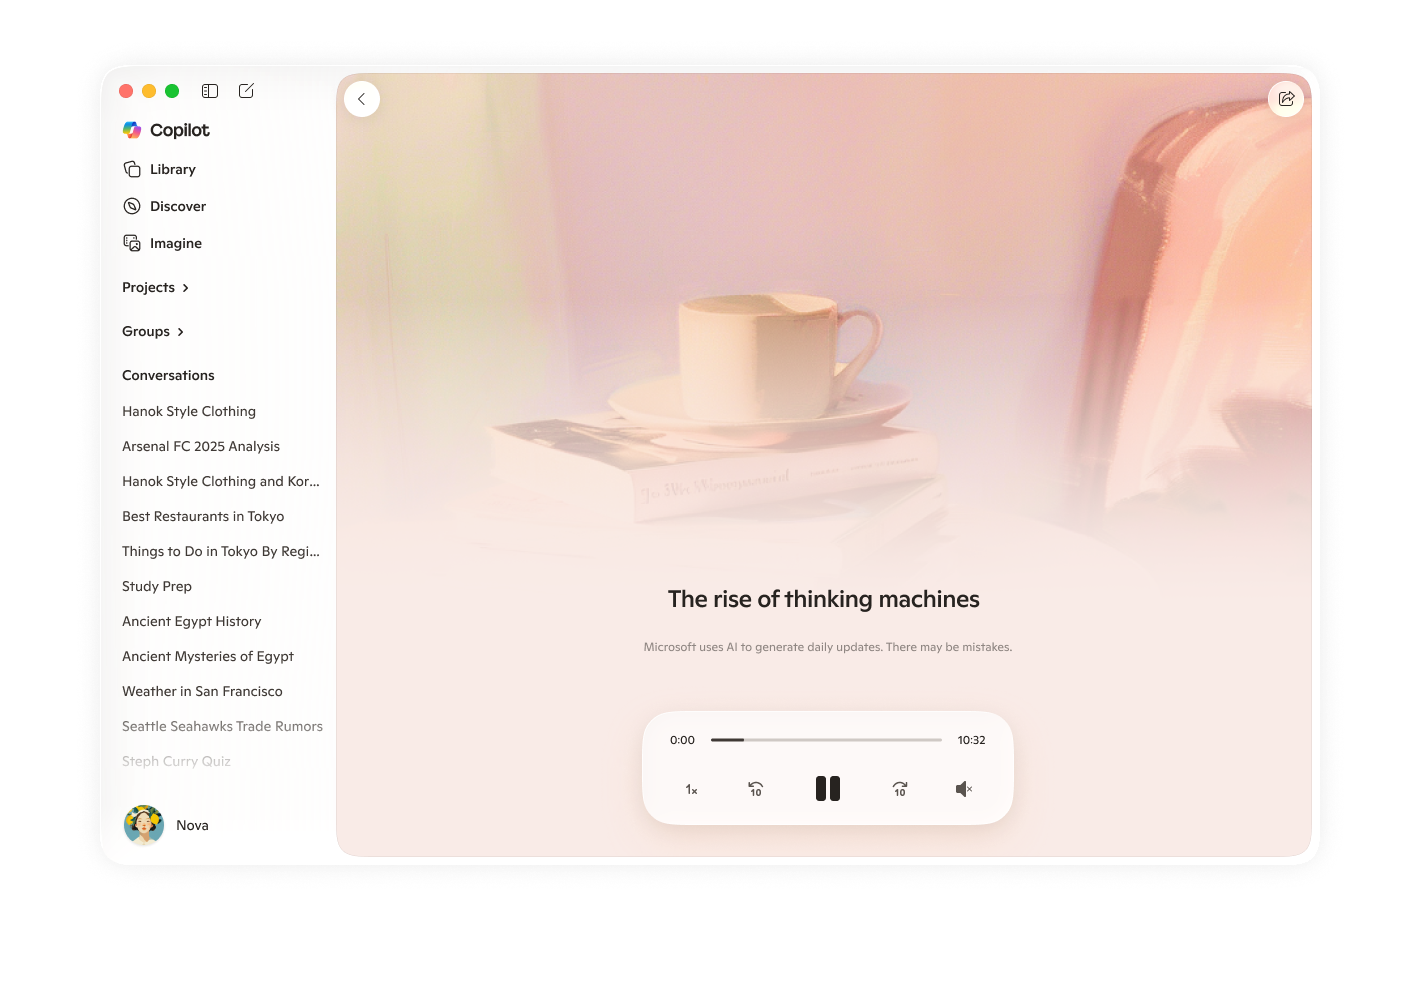 Copilot
Library
Discover
Imagine
Projects
Groups
Conversations
Hanok Style Clothing
Arsenal FC 2025 Analysis
Hanok Style Clothing and Kor...
Best Restaurants in Tokyo
Things to Do in Tokyo By Regi...
Study Prep
Ancient Egypt History
Ancient Mysteries of Egypt
Weather in San Francisco
Seattle Seahawks Trade Rumors
Steph Curry Quiz
Nova
The rise of thinking machines
Microsoft uses AI to generate daily updates. There may be mistakes.
0:00
10:32
1×
10
10